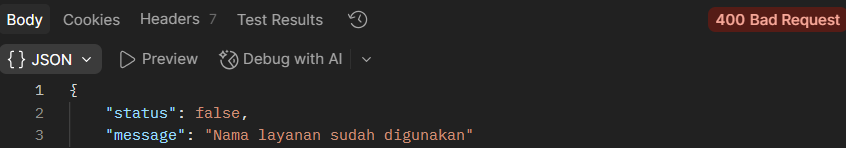 Body Cookies Headers 7 Test Results 400 Bad Request
{} JSON Preview Debug with AI
1 {
2 "status": false,
3 "message": "Nama layanan sudah digunakan"